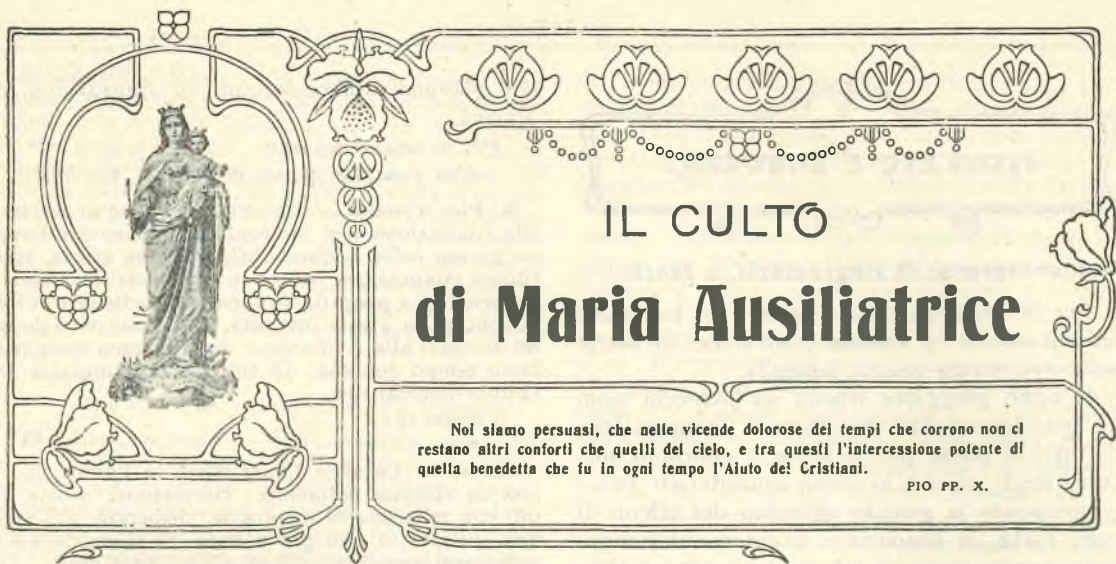 IL CULTO
di Maria Ausiliatrice
Noi siamo persuasi, che nelle vicende dolorose dei tempi che corrono non ci
restano altri conforti che quelli del cielo, e tra questi l'intercessione potente di
quella benedetta che fu in ogni tempo l'Aiuto dei Cristiani.
PIO PP. X.